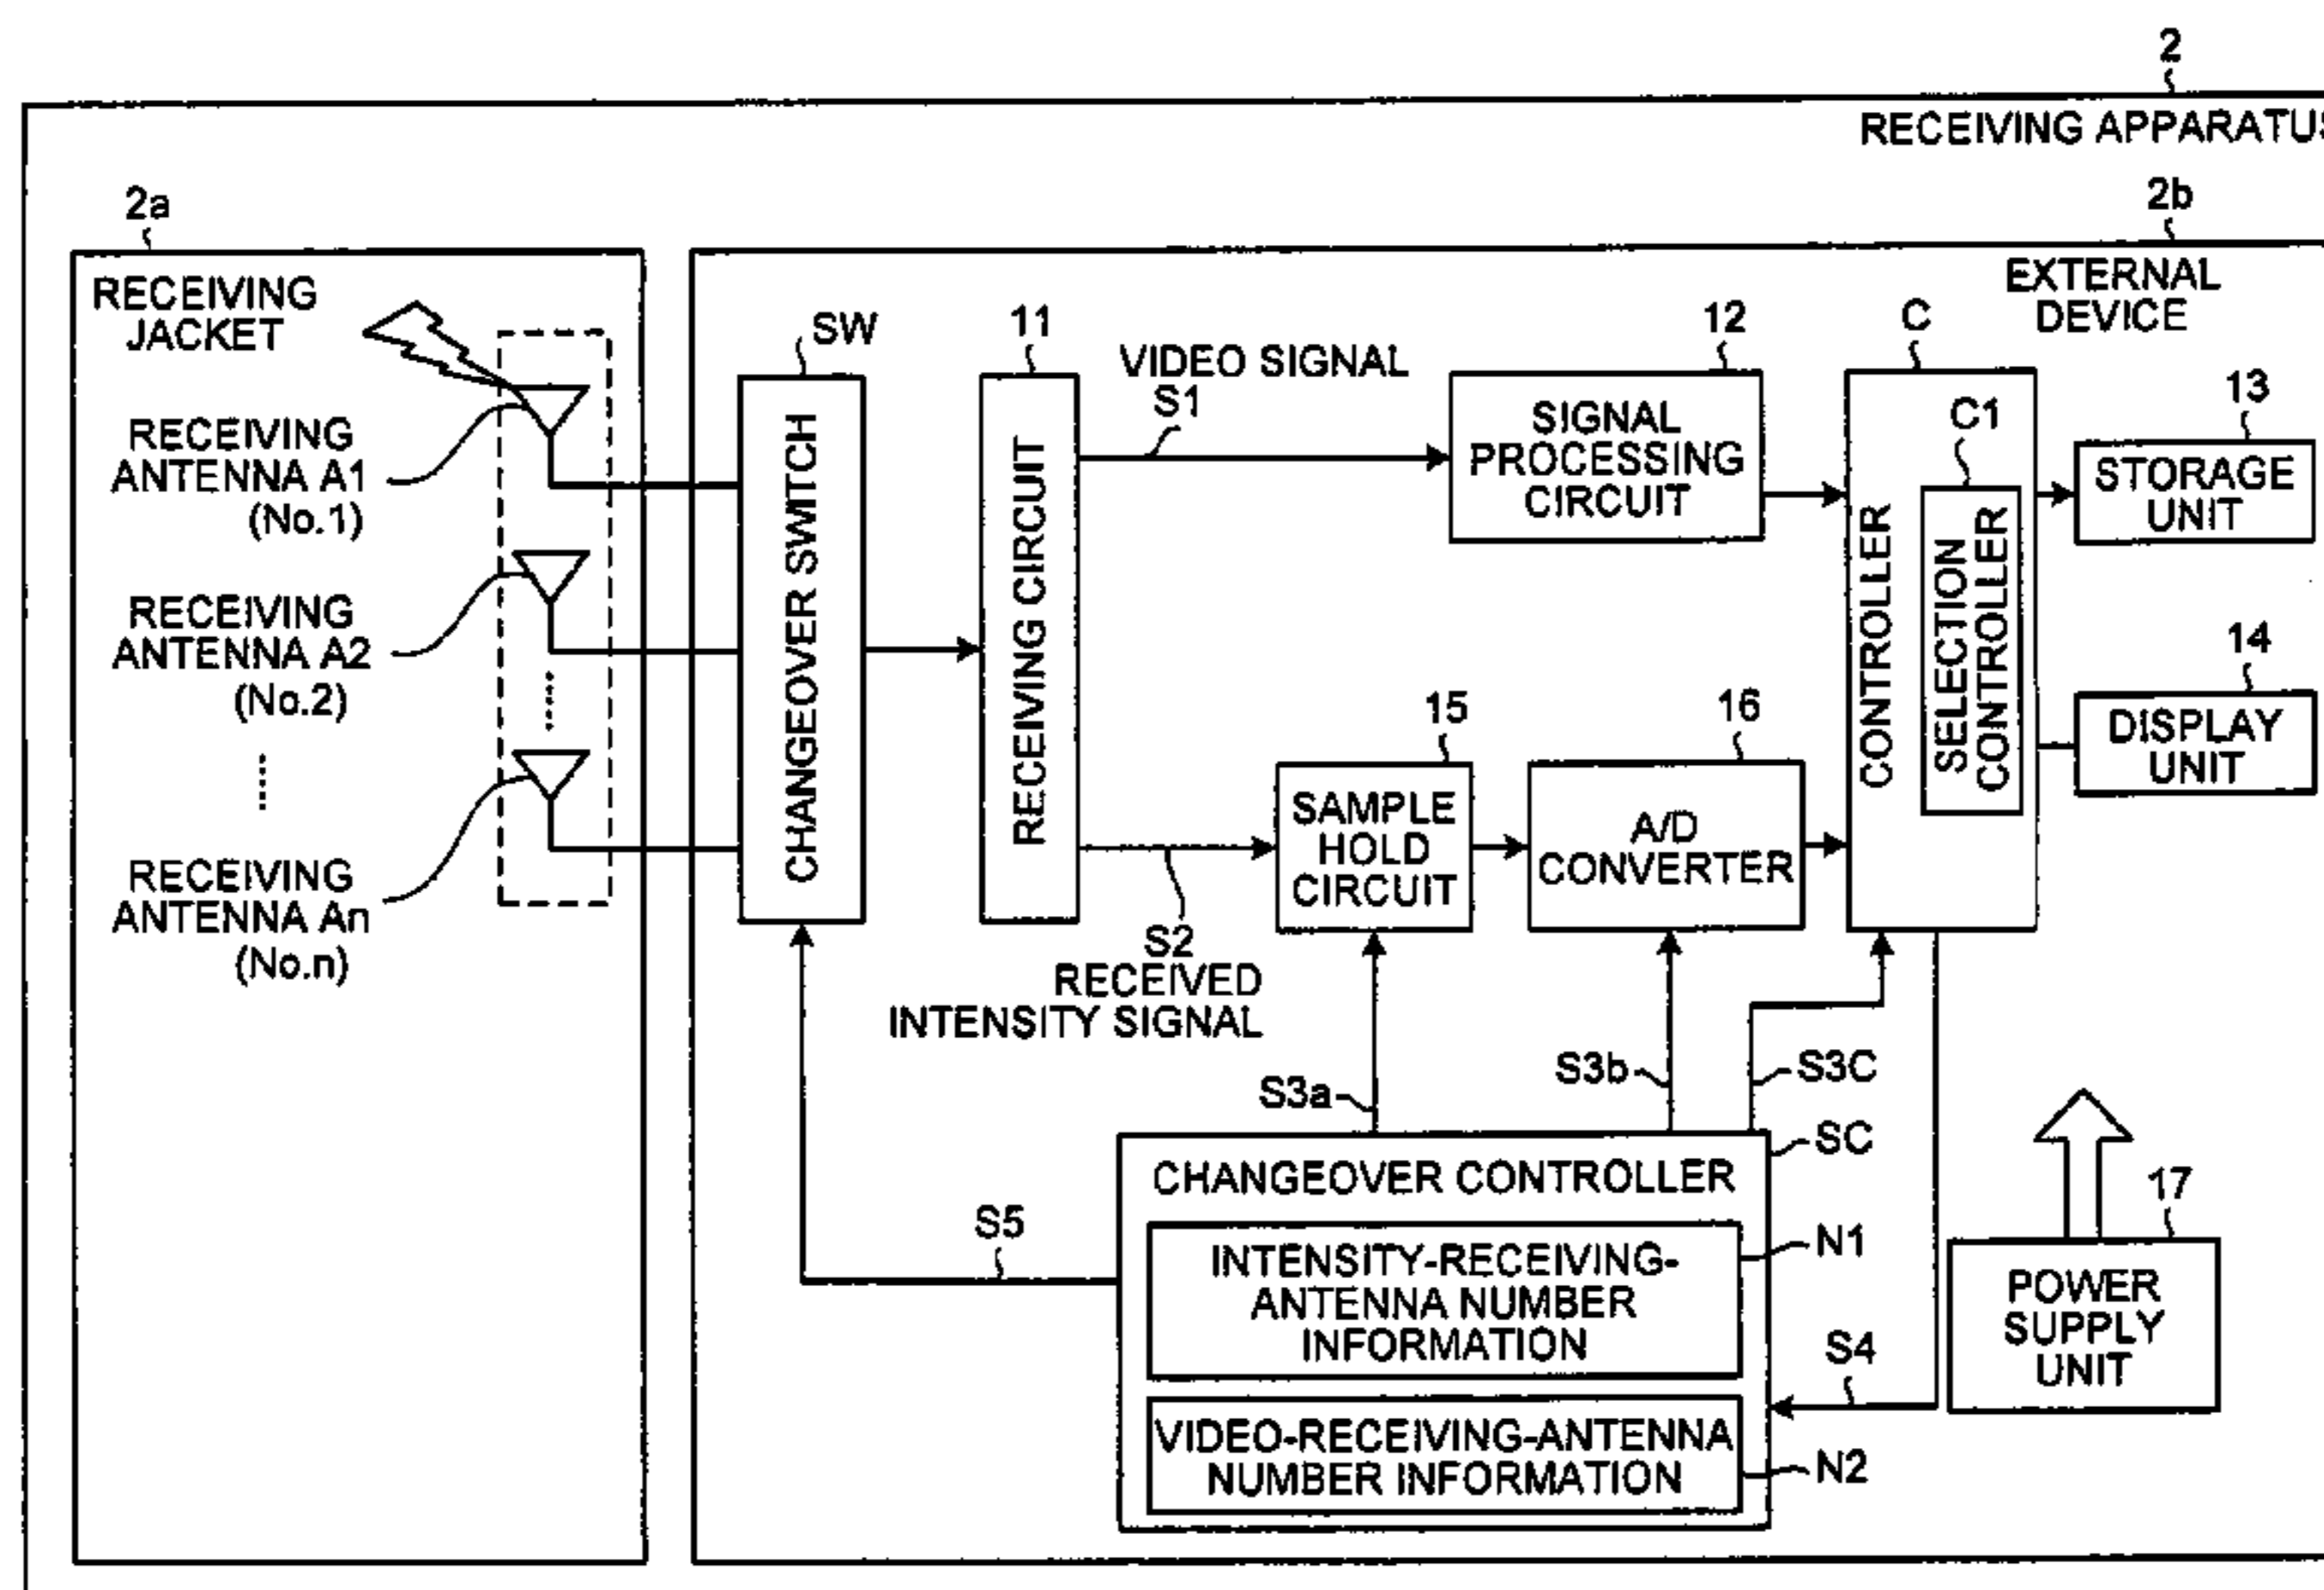 2
RECEIVING APPARATUS
2a
2b
RECEIVING
JACKET
EXTERNAL
DEVICE
SW
11
VIDEO SIGNAL
S1
12
C
C1
13
RECEIVING
ANTENNA A1
(No.1)
CHANGEOVER SWITCH
RECEIVING CIRCUIT
SIGNAL
PROCESSING
CIRCUIT
CONTROLLER
SELECTION
CONTROLLER
STORAGE
UNIT
RECEIVING
ANTENNA A2
(No.2)
15
16
14
DISPLAY
UNIT
SAMPLE
HOLD
CIRCUIT
A/D
CONVERTER
RECEIVING
ANTENNA An
(No.n)
S2
RECEIVED
INTENSITY SIGNAL
S3a
S3b
S3C
SC
CHANGEOVER CONTROLLER
S5
INTENSITY-RECEIVING-
ANTENNA NUMBER
INFORMATION
N1
17
POWER
SUPPLY
UNIT
S4
VIDEO-RECEIVING-ANTENNA
NUMBER INFORMATION
N2